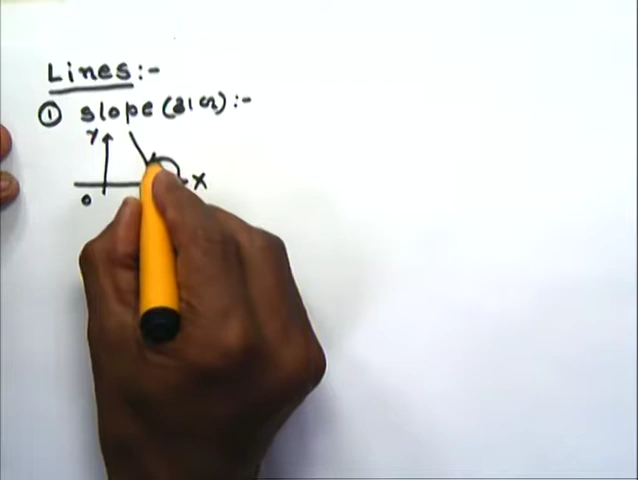 Lines:-
① slope (ઢાળ):-
Y
X
O